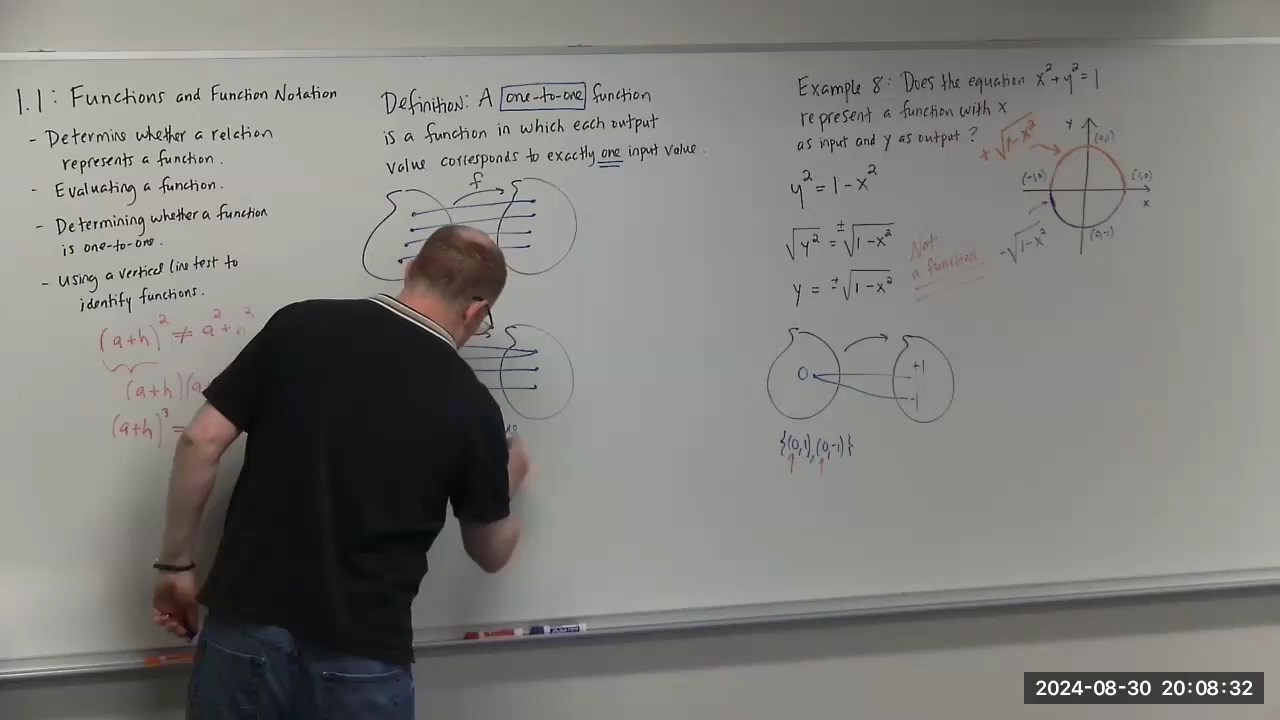 1.1: Functions and Function Notation
- Determine whether a relation
represents a function.
- Evaluating a function.
- Determining whether a function
is one-to-one.
- Using a vertical line test to
identify functions.
(a+h)² ≠ a²+h²
(a+h)(a
(a+h)³ =
Definition: A one-to-one function
is a function in which each output
value corresponds to exactly one input value.
f
Example 8: Does the equation x²+y²=1
represent a function with x
as input and y as output?
y² = 1-x²
√y² = ±√1-x²
y = ±√1-x²
Not
a function
+√1-x²
y
(0,1)
(-1,0)
(1,0)
x
(0,-1)
-√1-x²
0
+1
-1
{(0,1),(0,-1)}
2024-08-30 20:08:32